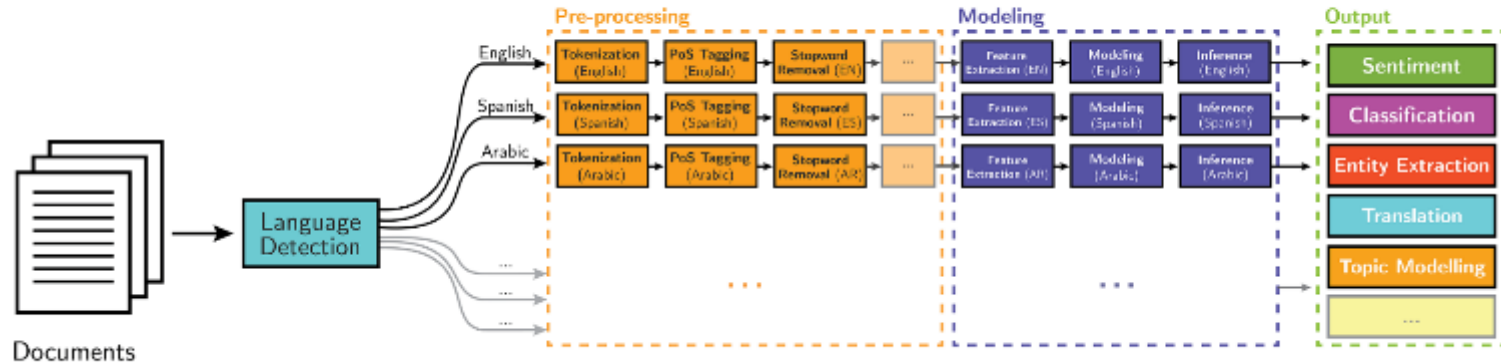 Pre-processing
Modeling
Output
English
Tokenization
(English)
PoS Tagging
(English)
Stopword
Removal (EN)
...
Feature
Extraction (EN)
Modeling
(English)
Inference
(English)
Sentiment
Spanish
Tokenization
(Spanish)
PoS Tagging
(Spanish)
Stopword
Removal (ES)
...
Feature
Extraction (ES)
Modeling
(Spanish)
Inference
(Spanish)
Classification
Arabic
Tokenization
(Arabic)
PoS Tagging
(Arabic)
Stopword
Removal (AR)
...
Feature
Extraction (AR)
Modeling
(Arabic)
Inference
(Arabic)
Entity Extraction
Language
Detection
Translation
...
...
...
...
...
Topic Modelling
...
Documents